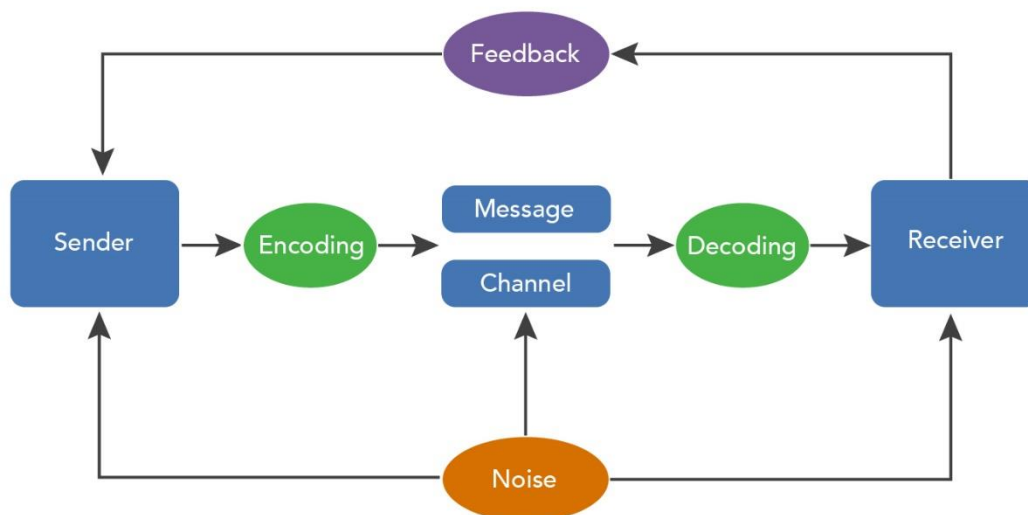 Feedback
Sender
Encoding
Message
Channel
Decoding
Receiver
Noise